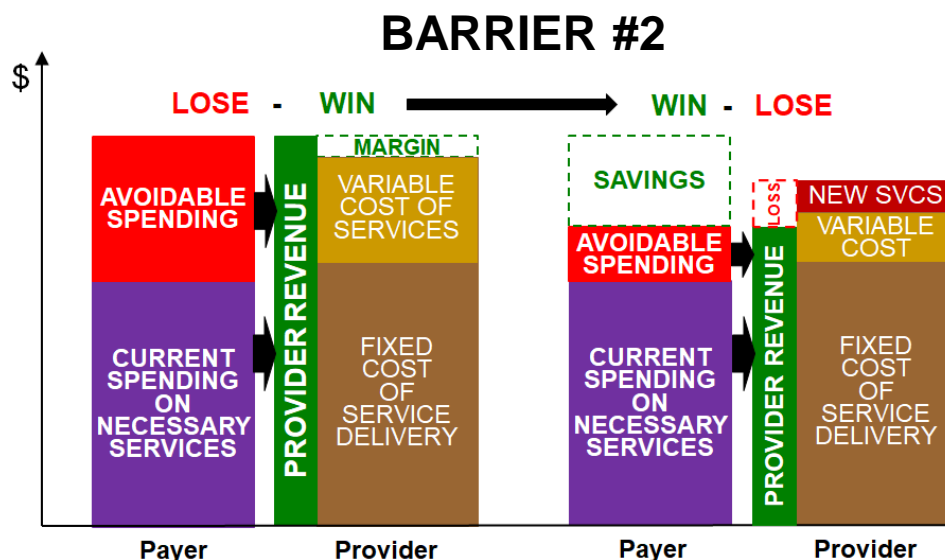 BARRIER #2
$
LOSE - WIN
WIN - LOSE
AVOIDABLE
SPENDING
CURRENT
SPENDING
ON
NECESSARY
SERVICES
PROVIDER REVENUE
MARGIN
VARIABLE
COST OF
SERVICES
FIXED
COST
OF
SERVICE
DELIVERY
SAVINGS
AVOIDABLE
SPENDING
CURRENT
SPENDING
ON
NECESSARY
SERVICES
LOSS
PROVIDER REVENUE
NEW SVCS
VARIABLE
COST
FIXED
COST
OF
SERVICE
DELIVERY
Payer
Provider
Payer
Provider